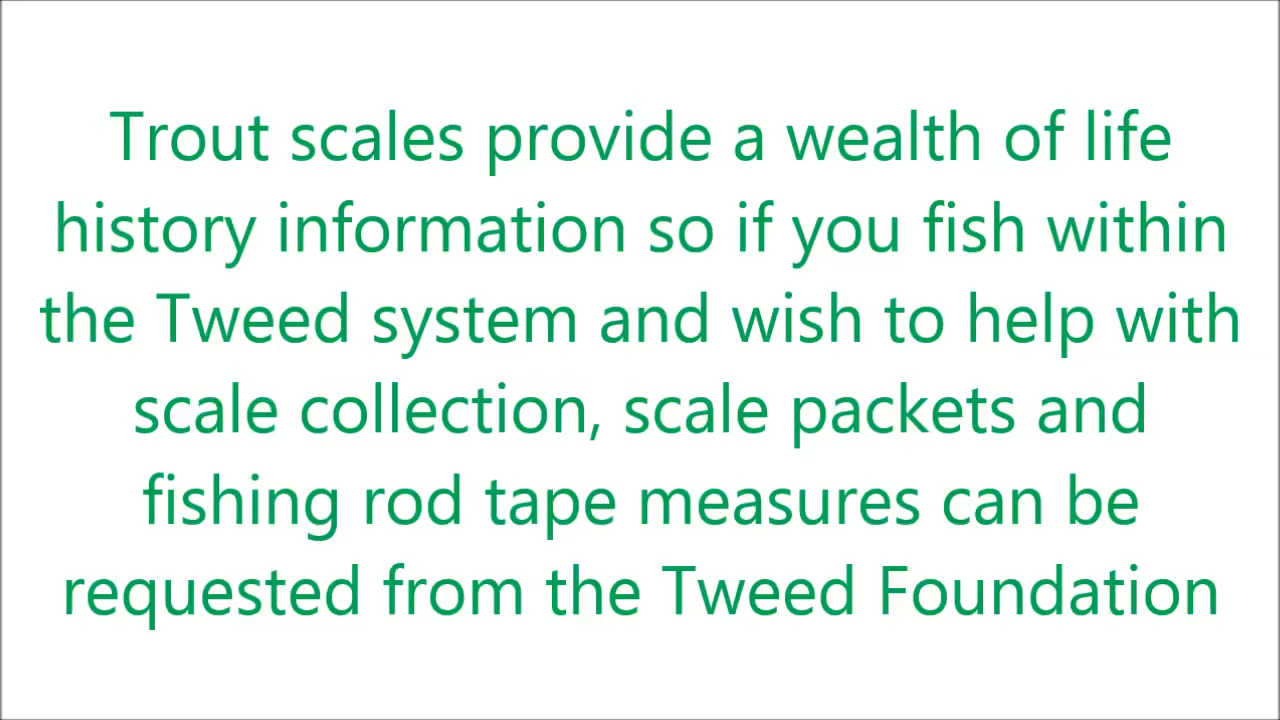 Trout scales provide a wealth of life
history information so if you fish within
the Tweed system and wish to help with
scale collection, scale packets and
fishing rod tape measures can be
requested from the Tweed Foundation